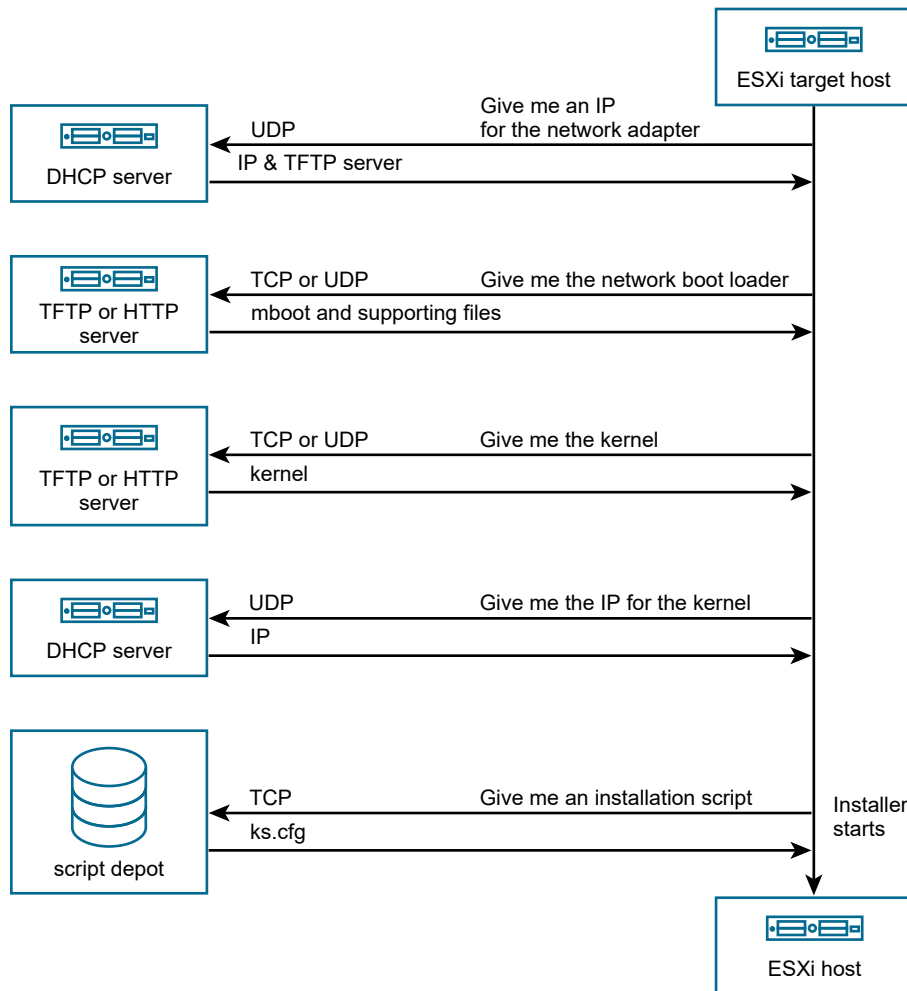 ESXi target host
Give me an IP
for the network adapter
UDP
IP & TFTP server
DHCP server
TCP or UDP
Give me the network boot loader
mboot and supporting files
TFTP or HTTP
server
TCP or UDP
Give me the kernel
kernel
TFTP or HTTP
server
UDP
Give me the IP for the kernel
IP
DHCP server
TCP
Give me an installation script
ks.cfg
script depot
Installer
starts
ESXi host